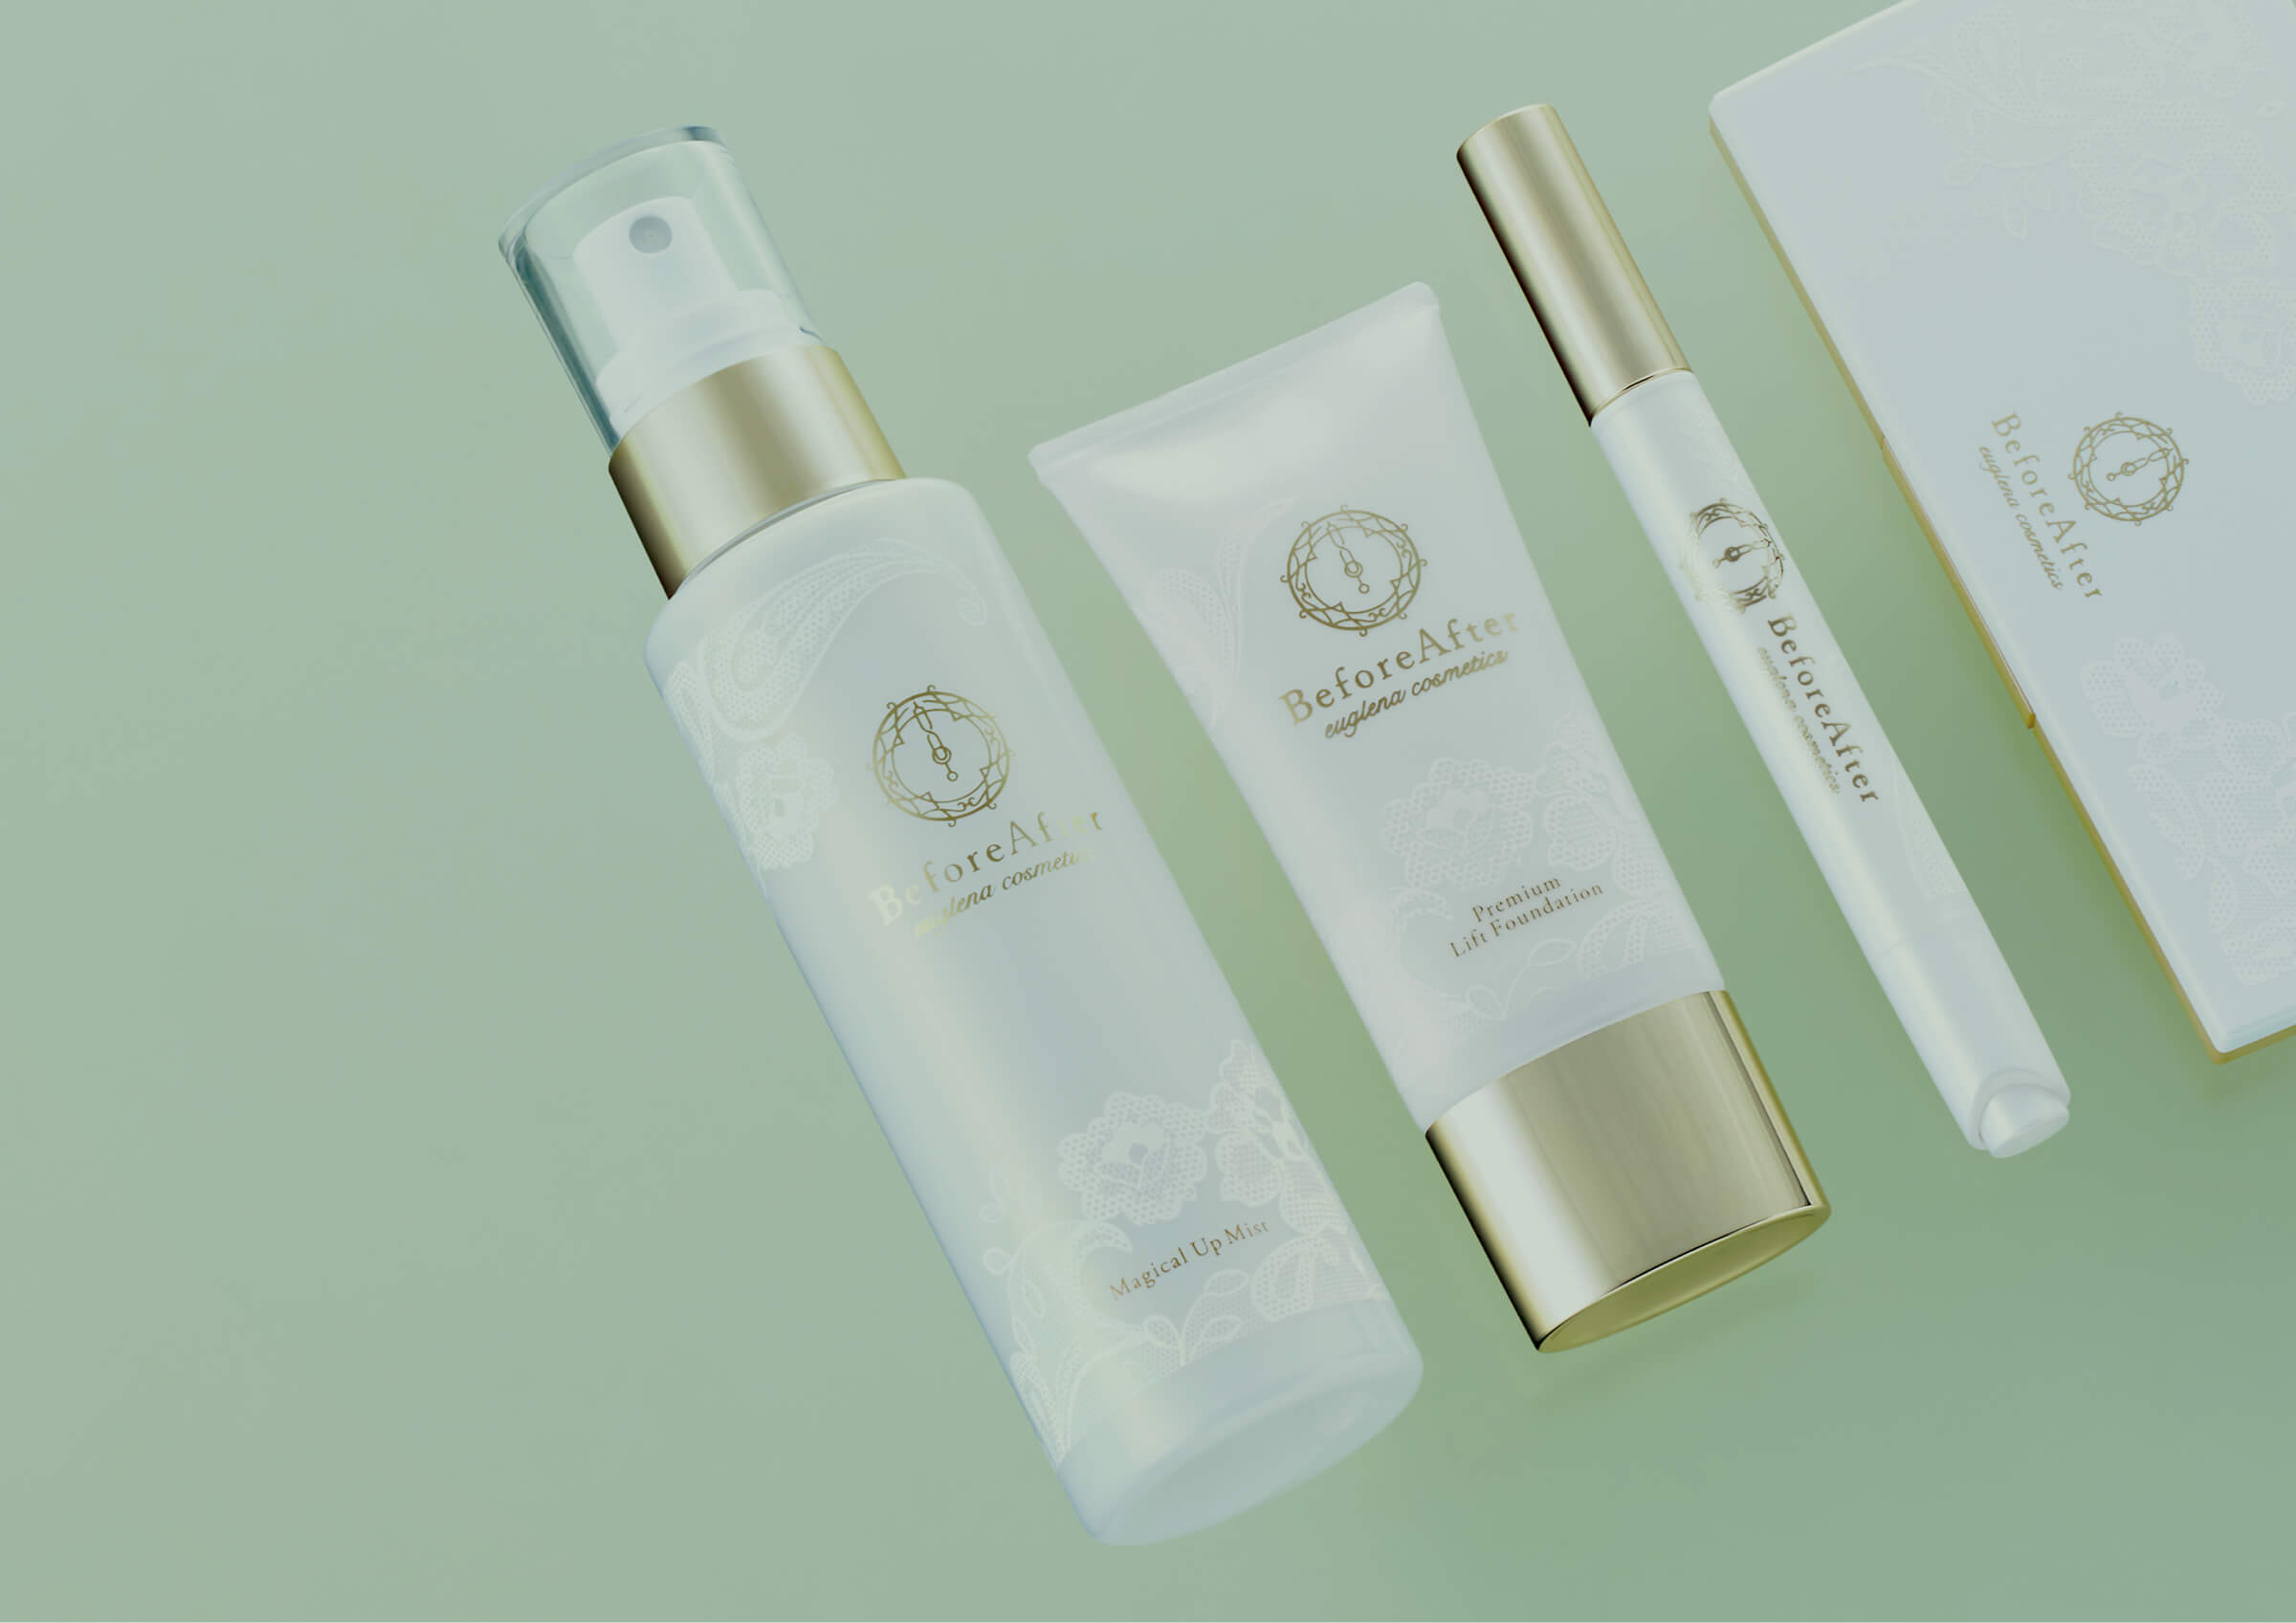 BeforeAfter
euglena cosmetics
Magical Up Mist
BeforeAfter
euglena cosmetics
Premium
Lift Foundation
BeforeAfter
euglena cosmetics
BeforeAfter
euglena cosmetics